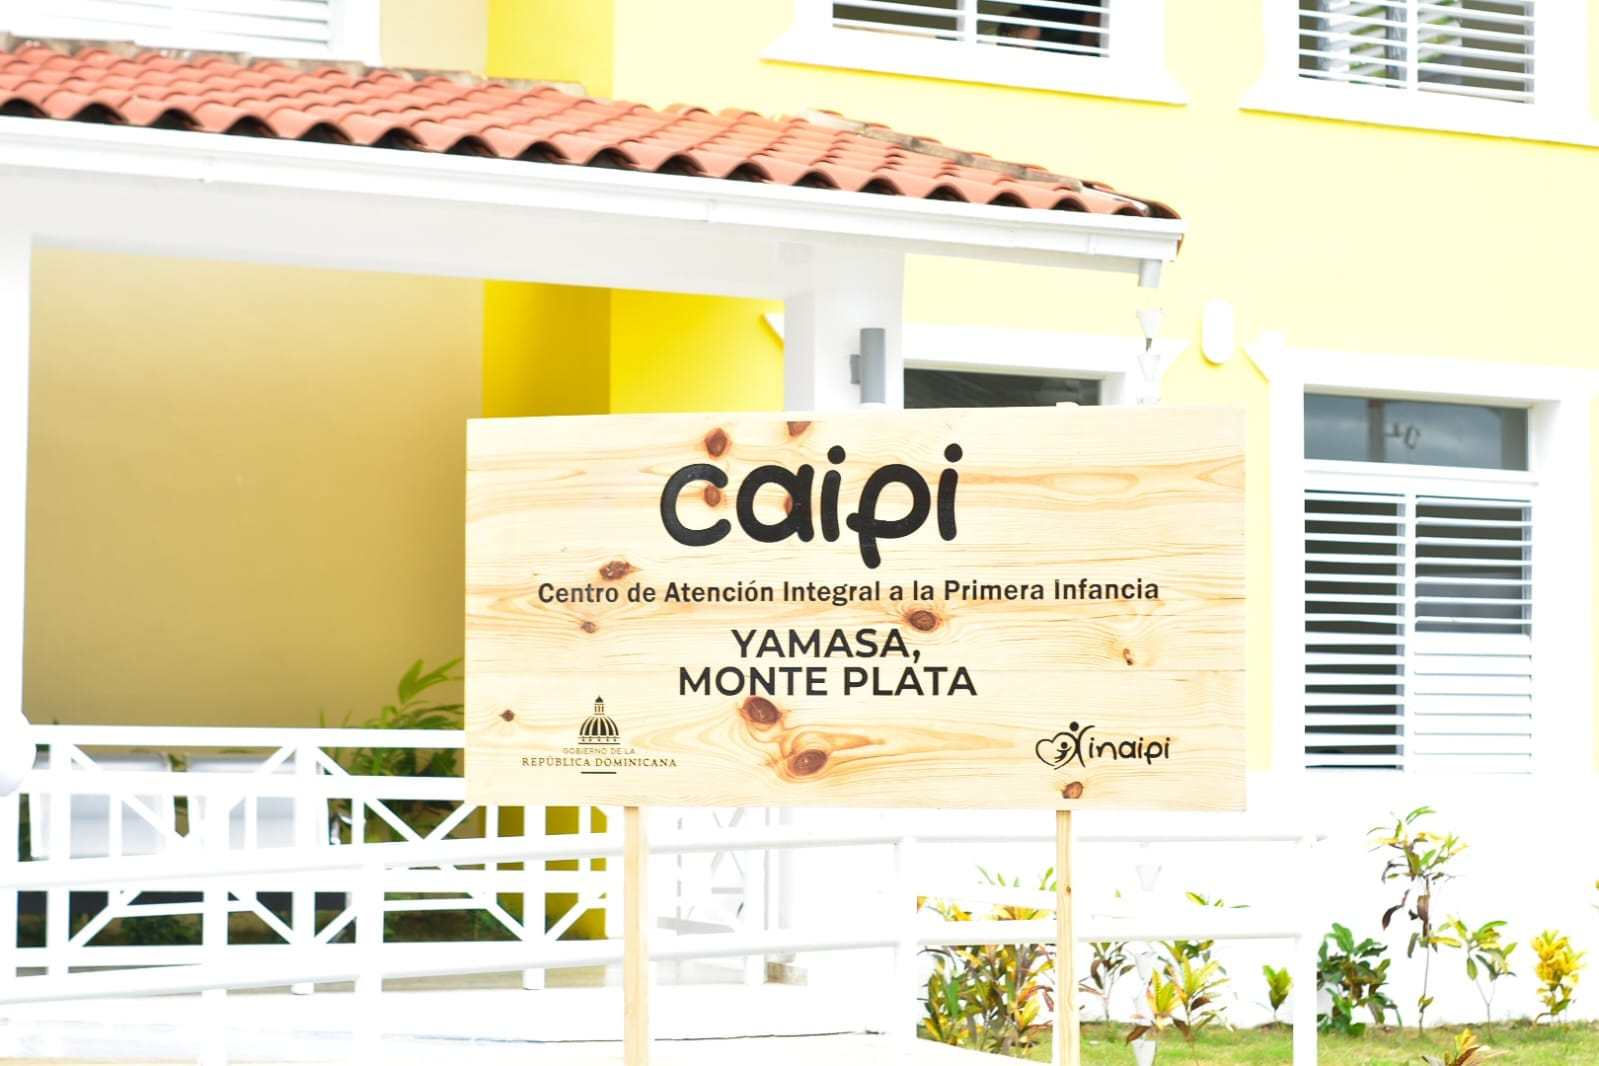 caipi
Centro de Atención Integral a la Primera Infancia
YAMASA,
MONTE PLATA
GOBIERNO DE LA
REPÚBLICA DOMINICANA
inaipi